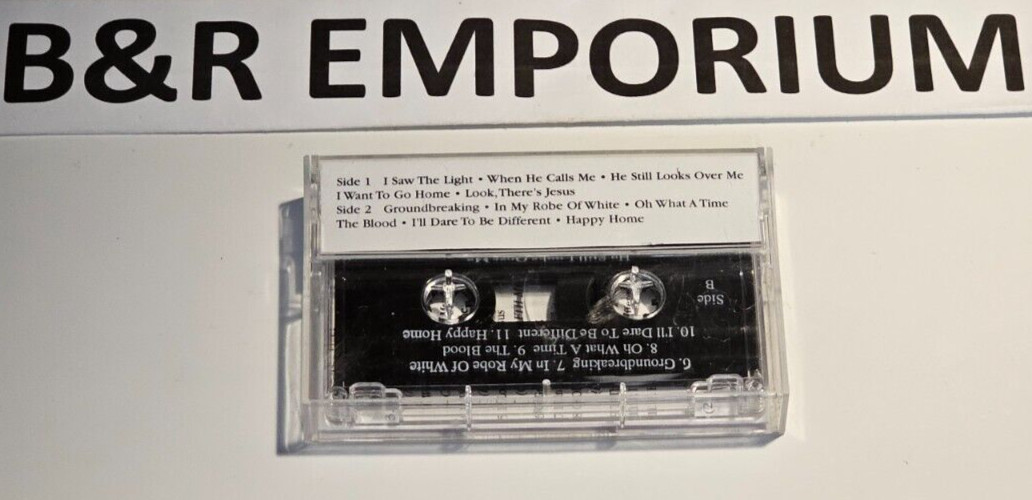 B&R EMPORIUM
Side 1 I Saw The Light • When He Calls Me • He Still Looks Over Me
I Want To Go Home • Look,There's Jesus
Side 2 Groundbreaking • In My Robe Of White • Oh What A Time
The Blood • I'll Dare To Be Different • Happy Home
Side
B
6. Groundbreaking 7. In My Robe Of White
8. Oh What A Time 9. The Blood
10. I'll Dare To Be Different 11. Happy Home